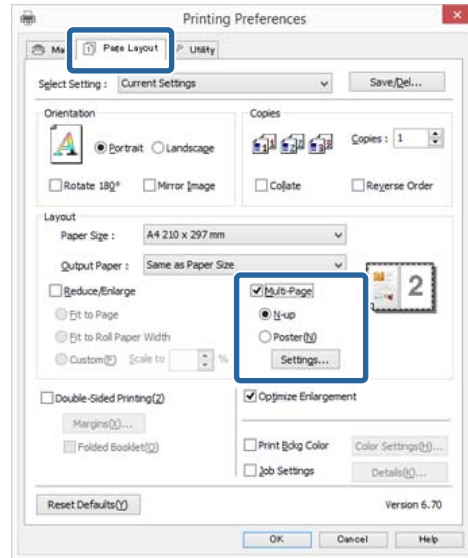 Printing Preferences
Ma Page Layout Utility
Select Setting : Current Settings Save/Del...
Orientation Copies
A Portrait Landscape 1 2 3 Copies : 1
Rotate 180° Mirror Image Collate Reverse Order
Layout
Paper Size : A4 210 x 297 mm
Output Paper : Same as Paper Size
Reduce/Enlarge Multi-Page 2
Fit to Page N-up
Fit to Roll Paper Width Poster(N)
Custom(F) Scale to % Settings...
Double-Sided Printing(2) Optimize Enlargement
Margins(X)...
Folded Booklet(Q) Print Bckg Color Color Settings(H)...
Job Settings Details(K)...
Reset Defaults(Y) Version 6.70
OK Cancel Help